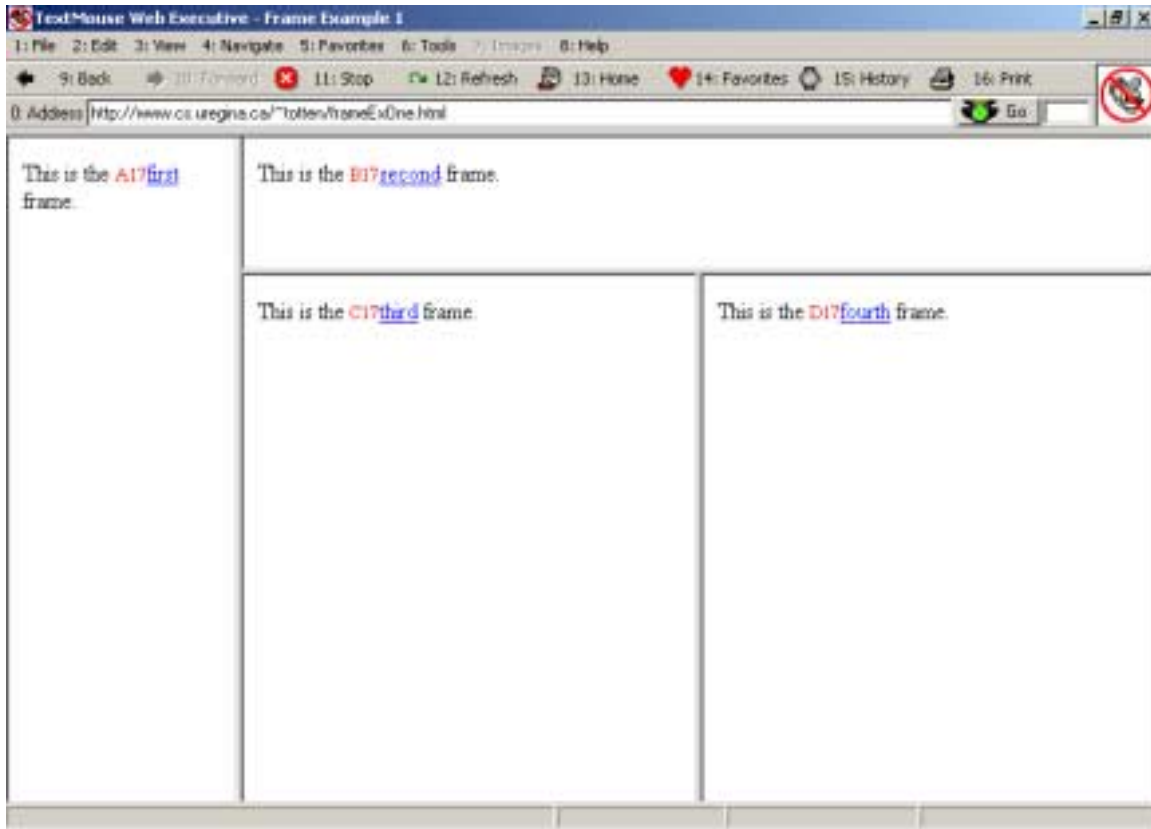 TextMouse Web Executive - Frame Example 1
1: File 2: Edit 3: View 4: Navigate 5: Favorites 6: Tools 7: Images 8: Help
9: Back 10: Forward 11: Stop 12: Refresh 13: Home 14: Favorites 15: History 16: Print
0: Address http://www.cs.uregina.ca/~totten/frameExOne.html Go
This is the A17first
frame.
This is the B17second frame.
This is the C17third frame.
This is the D17fourth frame.